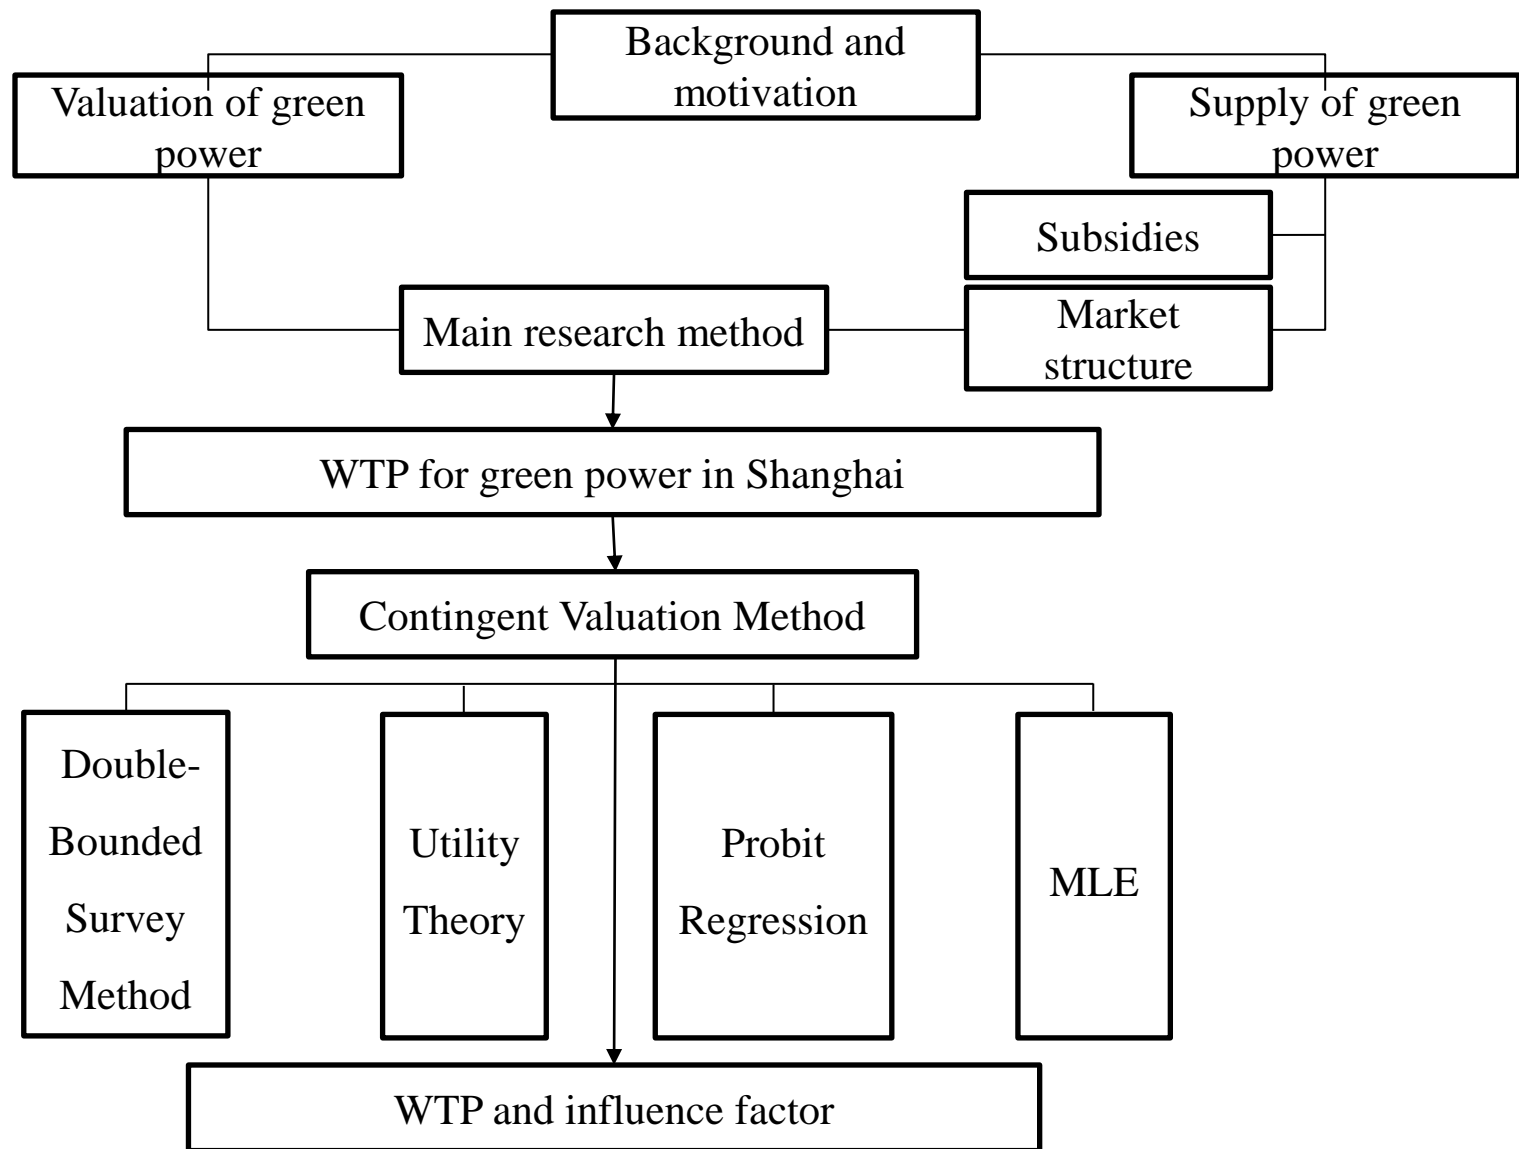 Background and
motivation
Valuation of green
power
Supply of green
power
Subsidies
Market
structure
Main research method
WTP for green power in Shanghai
Contingent Valuation Method
Double-
Bounded
Survey
Method
Utility
Theory
Probit
Regression
MLE
WTP and influence factor